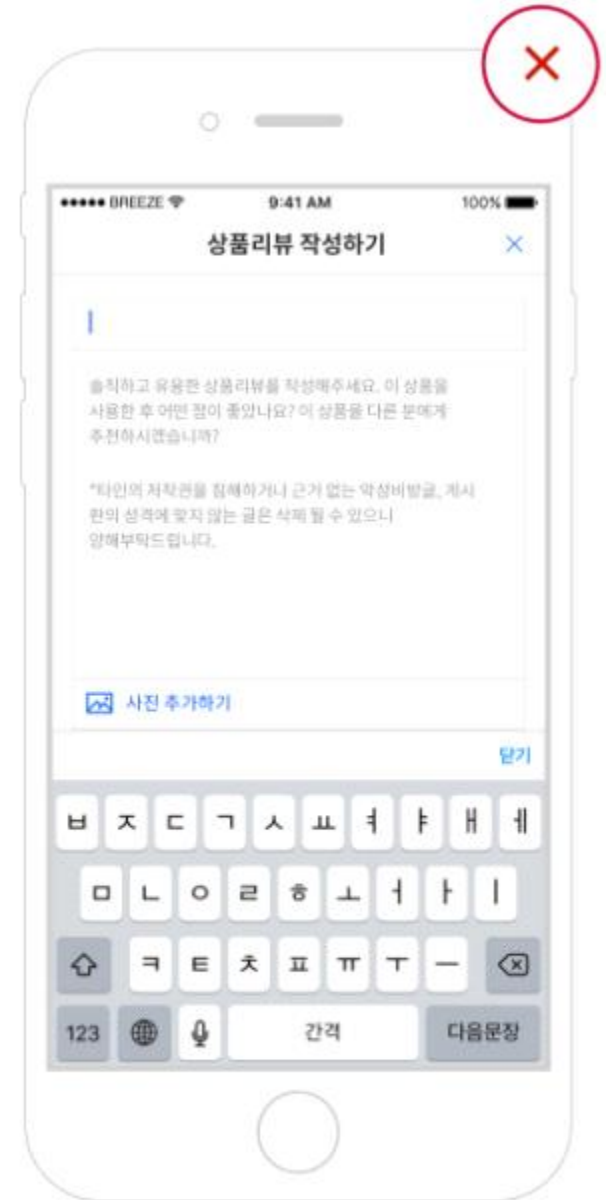 BREEZE 9:41 AM 100%
상품리뷰 작성하기
솔직하고 유용한 상품리뷰를 작성해주세요. 이 상품을
사용한 후 어떤 점이 좋았나요? 이 상품을 다른 분에게
추천하시겠습니까?
*타인의 저작권을 침해하거나 근거 없는 악성비방글, 게시
판의 성격에 맞지 않는 글은 삭제 될 수 있으니
양해부탁드립니다.
사진 추가하기
닫기
ㅂ ㅈ ㄷ ㄱ ㅅ ㅛ ㅕ ㅑ ㅐ ㅔ
ㅁ ㄴ ㅇ ㄹ ㅎ ㅗ ㅓ ㅏ ㅣ
ㅋ ㅌ ㅊ ㅍ ㅠ ㅜ ㅡ
123 간격 다음문장